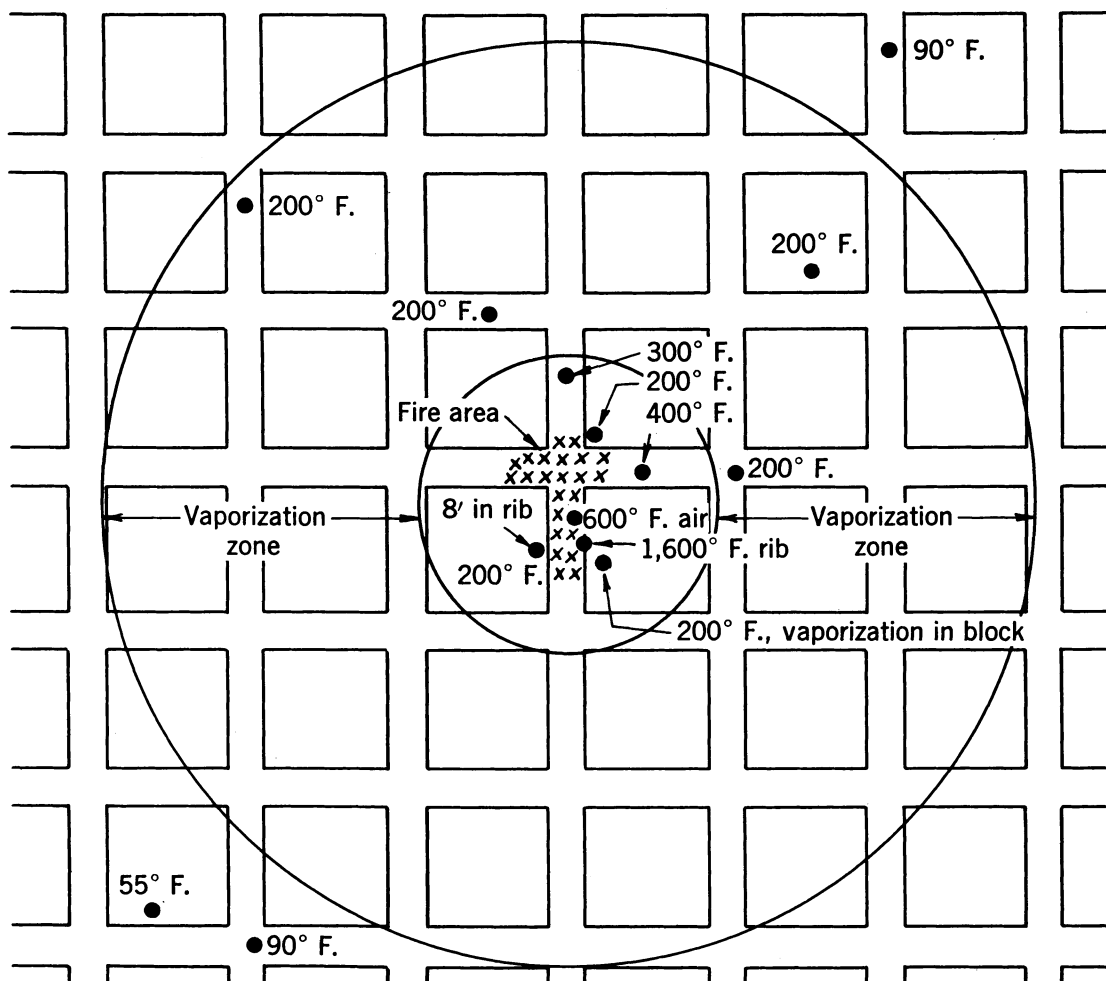 90° F.
200° F.
200° F.
200° F.
300° F.
200° F.
Fire area
400° F.
200° F.
8' in rib
Vaporization
zone
600° F. air
Vaporization
zone
1,600° F. rib
200° F.
200° F., vaporization in block
55° F.
90° F.